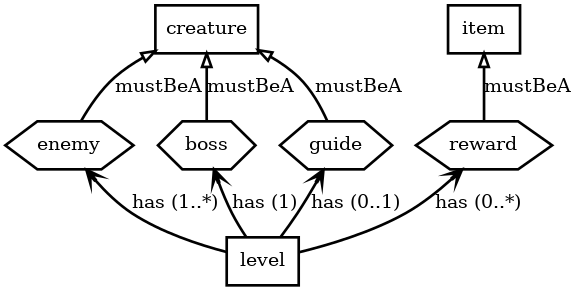 creature
item
mustBeA
mustBeA
mustBeA
mustBeA
enemy
boss
guide
reward
has (1..*)
has (1)
has (0..1)
has (0..*)
level